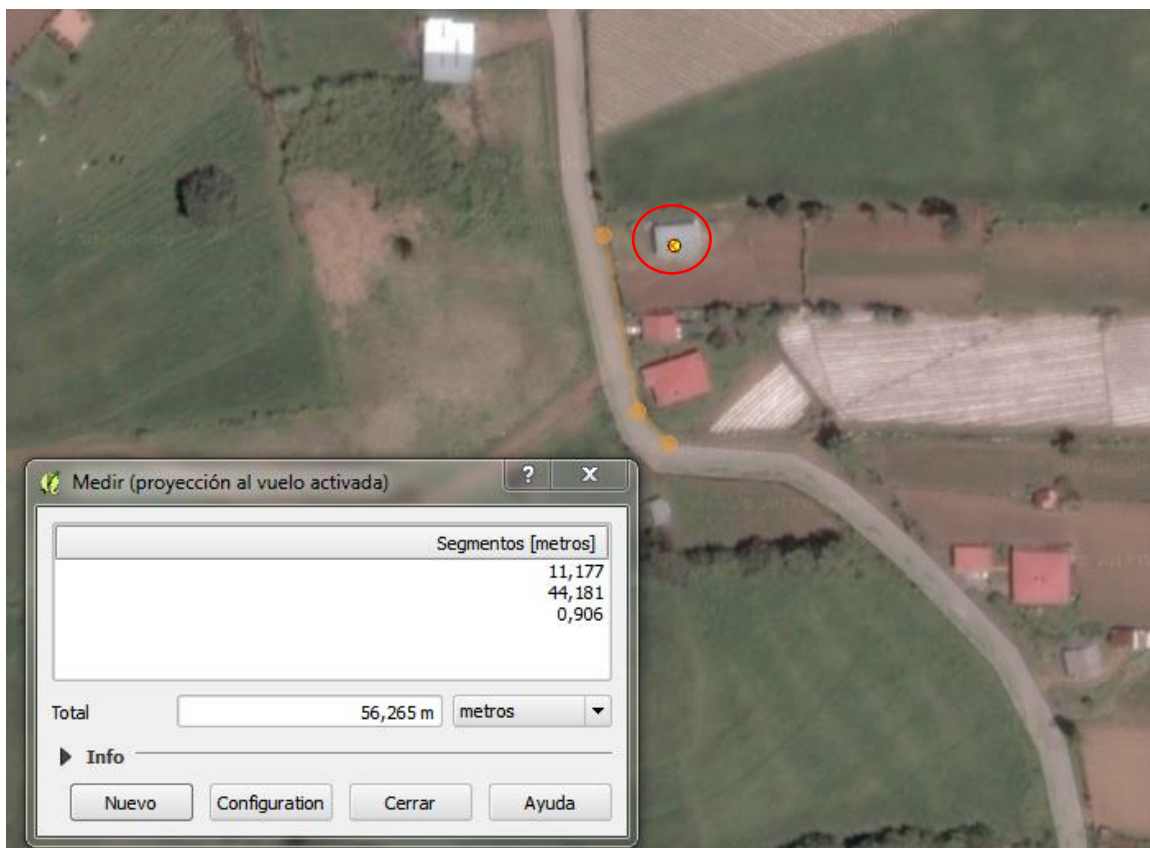 Medir (proyección al vuelo activada)
?
X
Segmentos [metros]
11,177
44,181
0,906
Total
56,265 m
metros
Info
Nuevo
Configuration
Cerrar
Ayuda